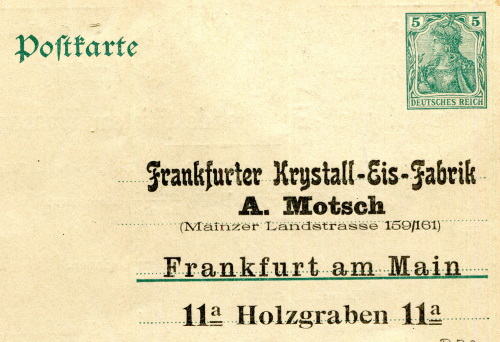 Poſtkarte
5 5
DEUTSCHES REICH
Frankfurter Krystall-Eis-Fabrik
A. Motsch
(Mainzer Landstrasse 159/161)
Frankfurt am Main
11a Holzgraben 11a